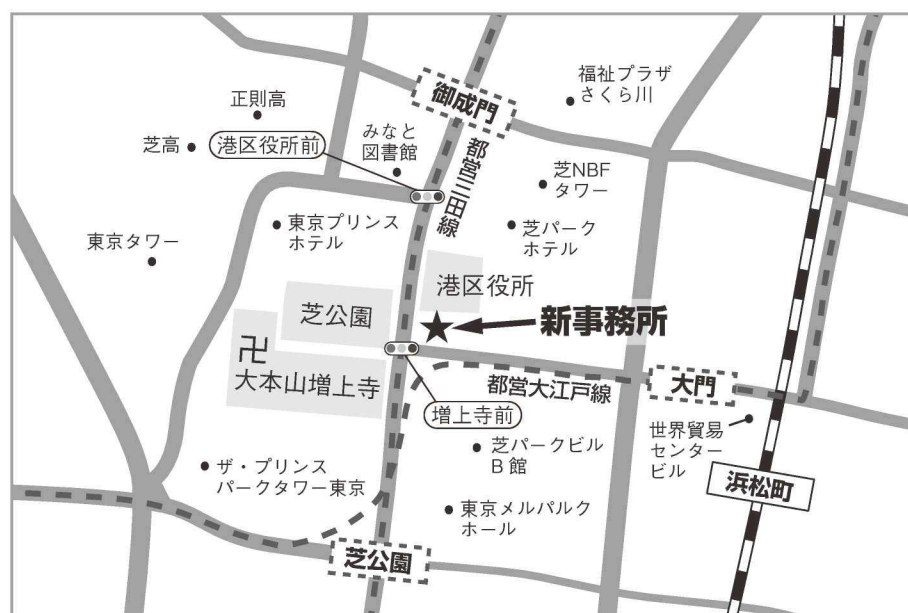 御成門
福祉プラザ
さくら川
正則高
みなと
図書館
芝高
港区役所前
都営三田線
芝NBF
タワー
東京プリンス
ホテル
芝パーク
ホテル
東京タワー
港区役所
芝公園
新事務所
卍
大本山増上寺
都営大江戸線
大門
増上寺前
世界貿易
センター
ビル
芝パークビル
B館
ザ・プリンス
パークタワー東京
浜松町
東京メルパルク
ホール
芝公園